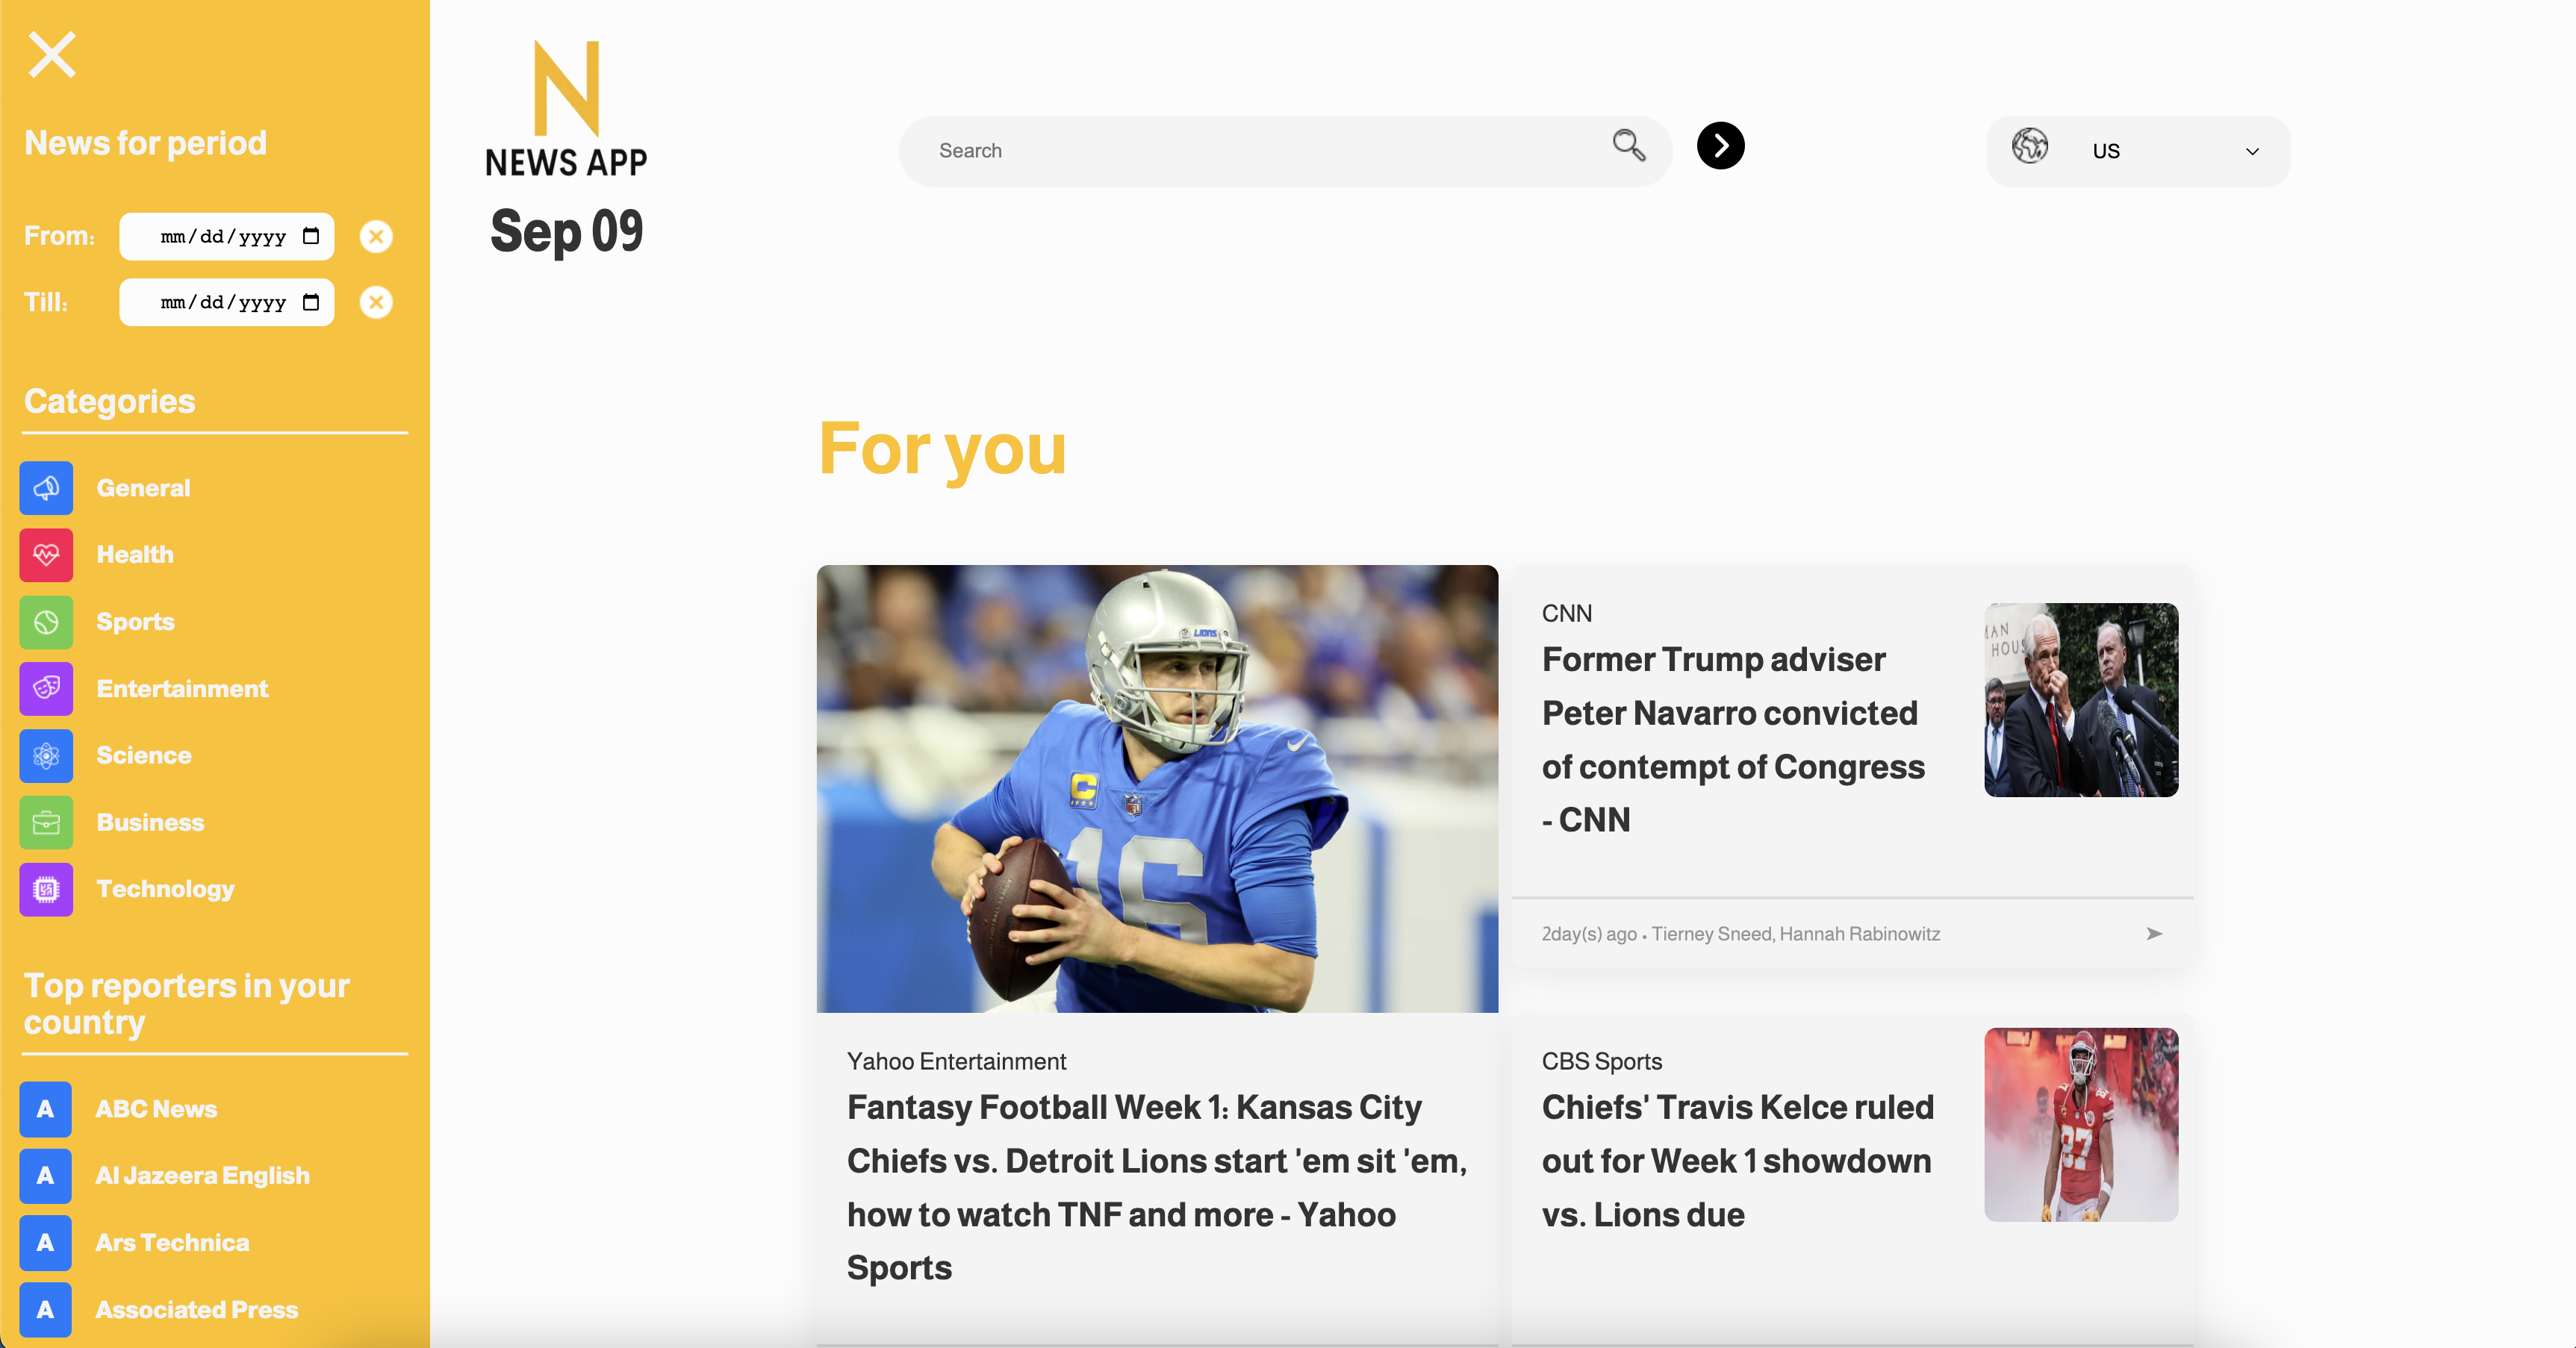 News for period
From: mm/dd/yyyy
Till: mm/dd/yyyy
Categories
General
Health
Sports
Entertainment
Science
Business
Technology
Top reporters in your
country
A ABC News
A Al Jazeera English
A Ars Technica
A Associated Press
N
NEWS APP
Sep 09
Search
US
For you
LIONS
C
16
Yahoo Entertainment
Fantasy Football Week 1: Kansas City
Chiefs vs. Detroit Lions start 'em sit 'em,
how to watch TNF and more - Yahoo
Sports
CNN
Former Trump adviser
Peter Navarro convicted
of contempt of Congress
- CNN
MAN
HOUS
2day(s) ago • Tierney Sneed, Hannah Rabinowitz
CBS Sports
Chiefs' Travis Kelce ruled
out for Week 1 showdown
vs. Lions due
87